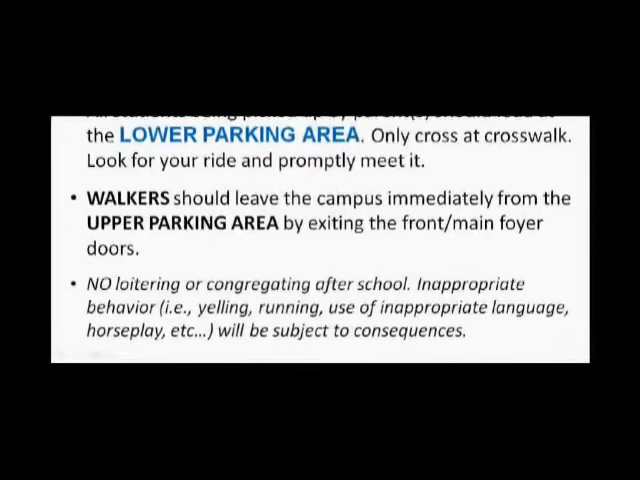 the LOWER PARKING AREA. Only cross at crosswalk.
Look for your ride and promptly meet it.
• WALKERS should leave the campus immediately from the
UPPER PARKING AREA by exiting the front/main foyer
doors.
• NO loitering or congregating after school. Inappropriate
behavior (i.e., yelling, running, use of inappropriate language,
horseplay, etc...) will be subject to consequences.